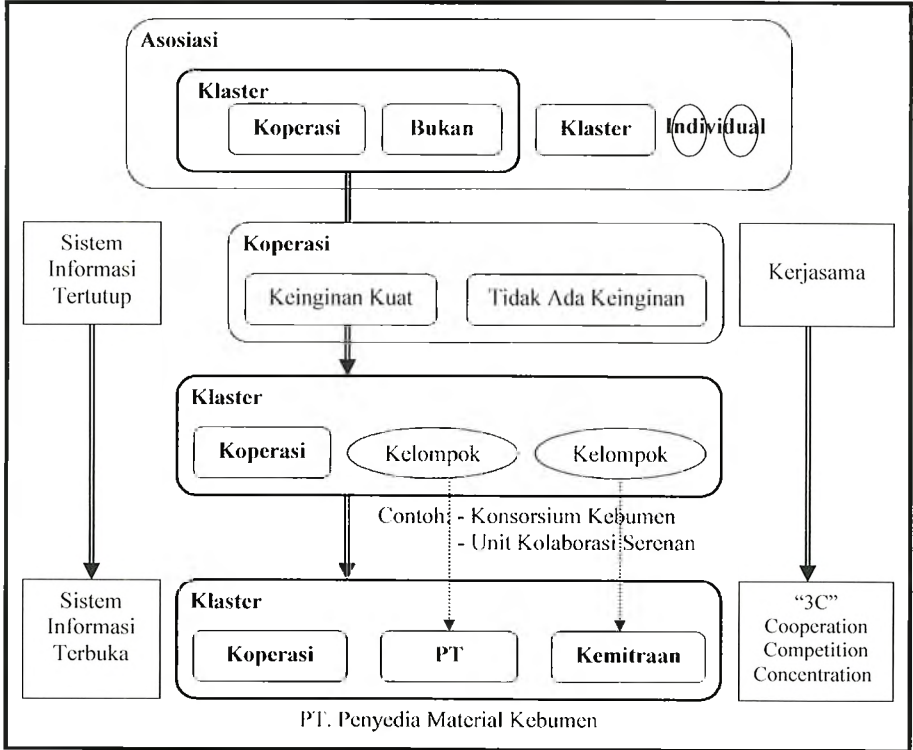 Asosiasi
Klaster
Koperasi
Bukan
Klaster
Individual
Sistem
Informasi
Tertutup
Koperasi
Keinginan Kuat
Tidak Ada Keinginan
Kerjasama
Klaster
Koperasi
Kelompok
Kelompok
Contoh: - Konsorsium Kebumen
- Unit Kolaborasi Serenan
Sistem
Informasi
Terbuka
Klaster
Koperasi
PT
Kemitraan
“3C”
Cooperation
Competition
Concentration
PT. Penyedia Material Kebumen